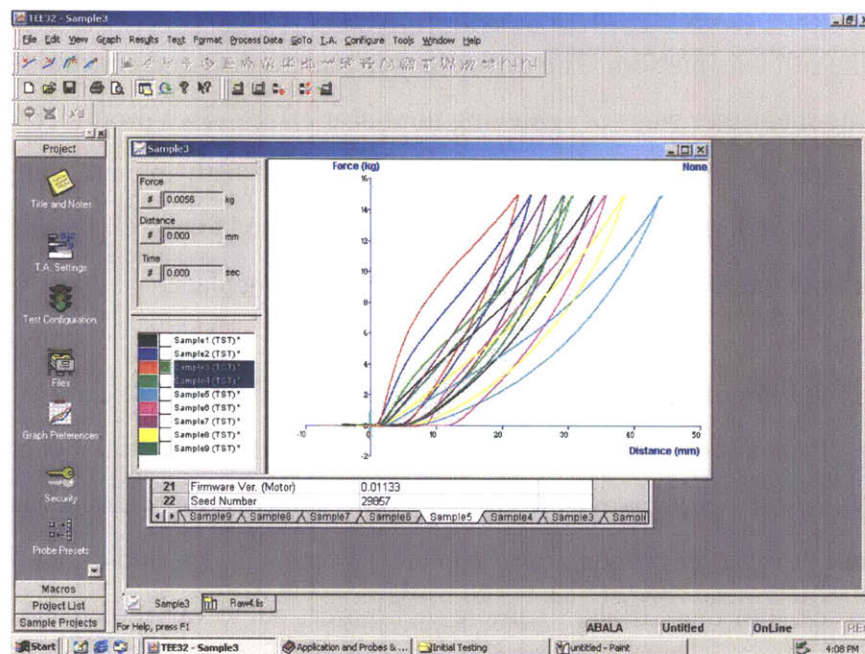 TEE32 - Sample3
File Edit View Graph Results Text Format Process Data GoTo T.A. Configure Tools Window Help
Project
Title and Notes
T.A. Settings
Test Configuration
Files
Graph Preferences
Security
Probe Presets
Macros
Project List
Sample Projects
Sample3
Force
# 0.0056 kg
Distance
# 0.000 mm
Time
# 0.000 sec
Sample1 (TST)*
Sample2 (TST)*
Sample3 (TST)*
Sample4 (TST)*
Sample5 (TST)*
Sample6 (TST)*
Sample7 (TST)*
Sample8 (TST)*
Sample9 (TST)*
Force (kg)
None
16
14
12
10
8
6
4
2
-2
-10 0 10 20 30 40 50
Distance (mm)
21 Firmware Ver. (Motor) 0.01133
22 Seed Number 29857
Sample9 Sample8 Sample7 Sample6 Sample5 Sample4 Sample3
Sample3 Raw4.lis
For Help, press F1
ABALA Untitled OnLine
Start TEE32 - Sample3 Application and Probes & ... Initial Testing untitled - Paint 4:08 PM